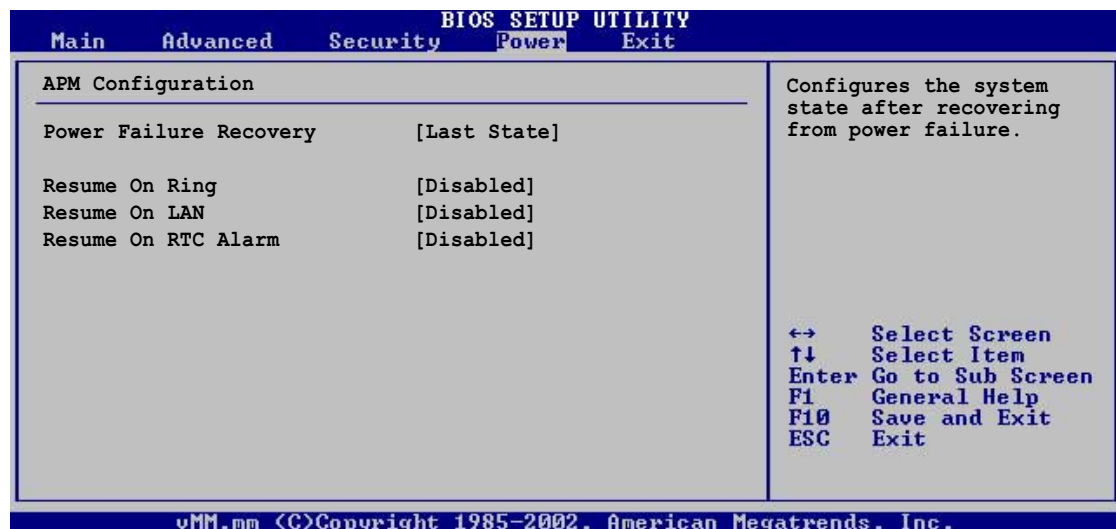 BIOS SETUP UTILITY
Main Advanced Security Power Exit
APM Configuration
Power Failure Recovery [Last State]
Resume On Ring [Disabled]
Resume On LAN [Disabled]
Resume On RTC Alarm [Disabled]
Configures the system
state after recovering
from power failure.
←→ Select Screen
↑↓ Select Item
Enter Go to Sub Screen
F1 General Help
F10 Save and Exit
ESC Exit
vMM.mm (C)Copyright 1985-2002, American Megatrends, Inc.